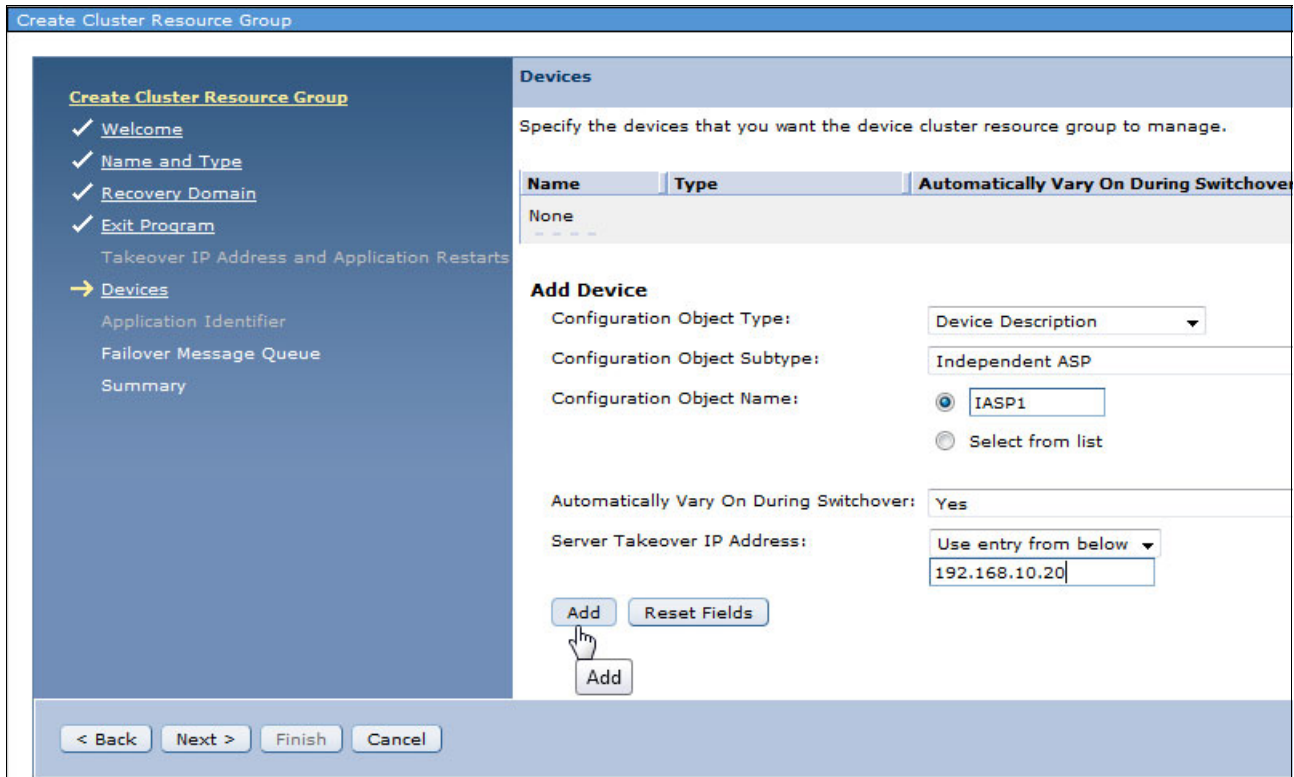 Create Cluster Resource Group
Create Cluster Resource Group
Welcome
Name and Type
Recovery Domain
Exit Program
Takeover IP Address and Application Restarts
Devices
Application Identifier
Failover Message Queue
Summary
Devices
Specify the devices that you want the device cluster resource group to manage.
Name Type Automatically Vary On During Switchover
None
Add Device
Configuration Object Type: Device Description
Configuration Object Subtype: Independent ASP
Configuration Object Name: IASP1
Select from list
Automatically Vary On During Switchover: Yes
Server Takeover IP Address: Use entry from below
192.168.10.20
Add Reset Fields
Add
< Back Next > Finish Cancel